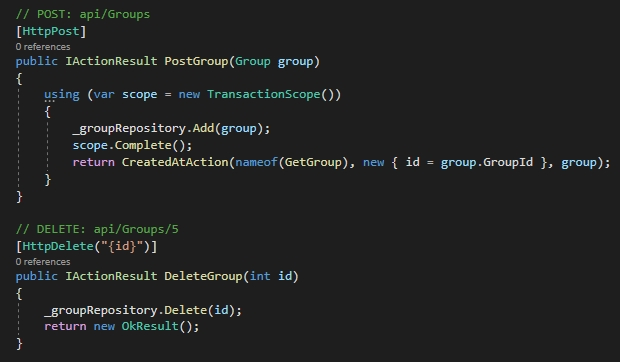 // POST: api/Groups
[HttpPost]
0 references
public IActionResult PostGroup(Group group)
{
using (var scope = new TransactionScope())
{
_groupRepository.Add(group);
scope.Complete();
return CreatedAtAction(nameof(GetGroup), new { id = group.GroupId }, group);
}
}
// DELETE: api/Groups/5
[HttpDelete("{id}")]
0 references
public IActionResult DeleteGroup(int id)
{
_groupRepository.Delete(id);
return new OkResult();
}